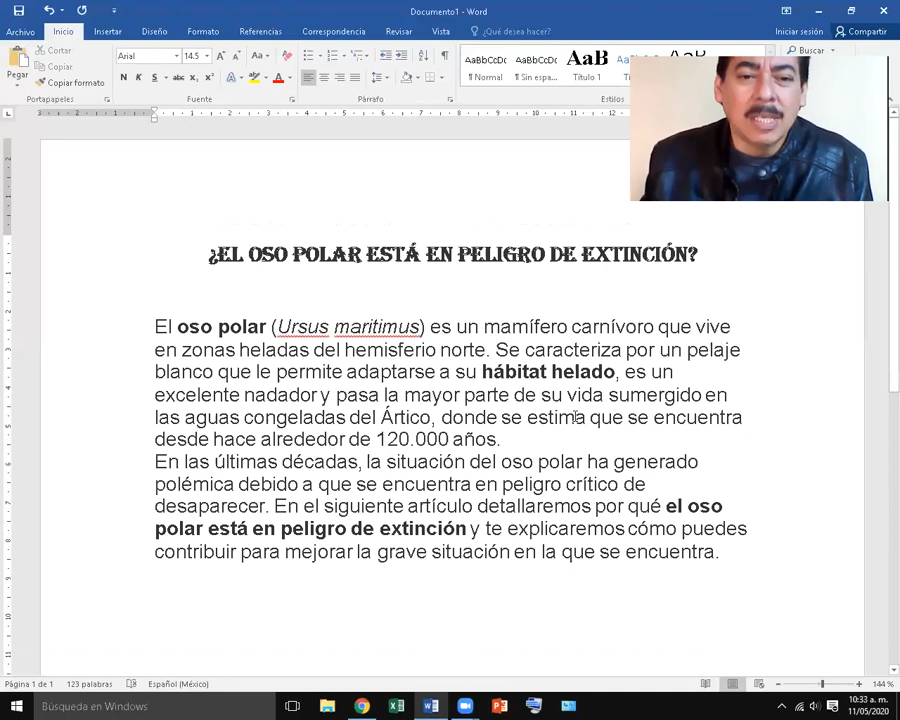 Documento1 - Word
Archivo Inicio Insertar Diseño Formato Referencias Correspondencia Revisar Vista ¿Qué desea hacer? Iniciar sesión Compartir
Pegar
Cortar
Copiar
Copiar formato
Portapapeles
Arial 14.5
Fuente
Párrafo
AaBbCcDc AaBbCcDc AaB
¶ Normal ¶ Sin espa... Título 1
Estilos
Buscar
¿EL OSO POLAR ESTÁ EN PELIGRO DE EXTINCIÓN?
El oso polar (Ursus maritimus) es un mamífero carnívoro que vive
en zonas heladas del hemisferio norte. Se caracteriza por un pelaje
blanco que le permite adaptarse a su hábitat helado, es un
excelente nadador y pasa la mayor parte de su vida sumergido en
las aguas congeladas del Ártico, donde se estima que se encuentra
desde hace alrededor de 120.000 años.
En las últimas décadas, la situación del oso polar ha generado
polémica debido a que se encuentra en peligro crítico de
desaparecer. En el siguiente artículo detallaremos por qué el oso
polar está en peligro de extinción y te explicaremos cómo puedes
contribuir para mejorar la grave situación en la que se encuentra.
Página 1 de 1 123 palabras Español (México) 144 %
Búsqueda en Windows
10:33 a. m.
11/05/2020